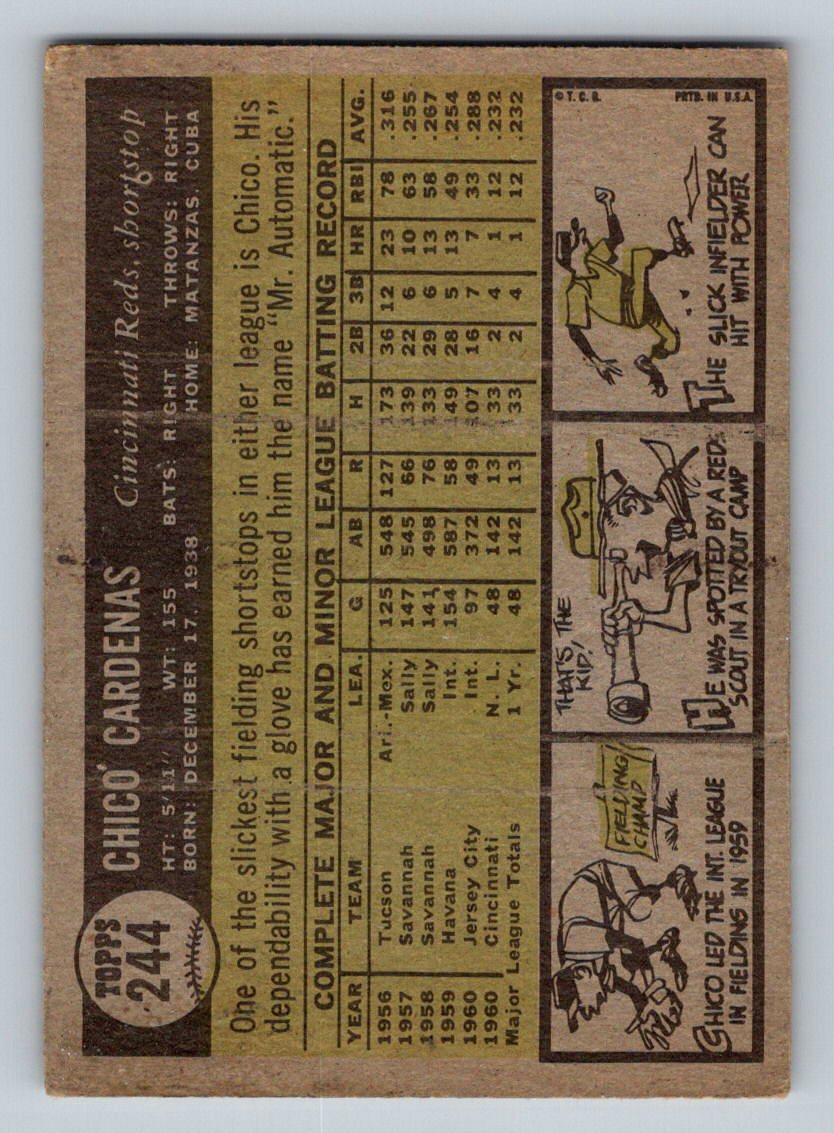 TOPPS
244
CHICO CARDENAS Cincinnati Reds, shortstop
HT: 5'11" WT: 155 BATS: RIGHT THROWS: RIGHT
BORN: DECEMBER 17, 1938 HOME: MATANZAS, CUBA
One of the slickest fielding shortstops in either league is Chico. His
dependability with a glove has earned him the name "Mr. Automatic."
COMPLETE MAJOR AND MINOR LEAGUE BATTING RECORD
YEAR TEAM LEA. G AB R H 2B 3B HR RBI AVG.
1956 Tucson Ari.-Mex. 125 548 127 173 36 12 23 78 .316
1957 Savannah Sally 147 545 66 139 22 6 10 63 .255
1958 Savannah Sally 141 498 76 133 29 6 13 58 .267
1959 Havana Int. 154 587 58 149 28 5 13 49 .254
1960 Jersey City Int. 97 372 49 107 16 7 7 33 .288
1960 Cincinnati N. L. 48 142 13 33 2 4 1 12 .232
Major League Totals 1 Yr. 48 142 13 33 2 4 1 12 .232
FIELDING
CHAMP
CHICO LED THE INT. LEAGUE
IN FIELDING IN 1959
THAT'S THE
KID!
HE WAS SPOTTED BY A RED
SCOUT IN A TRYOUT CAMP
© T. C. G. PRTD. IN U.S.A.
THE SLICK INFIELDER CAN
HIT WITH POWER